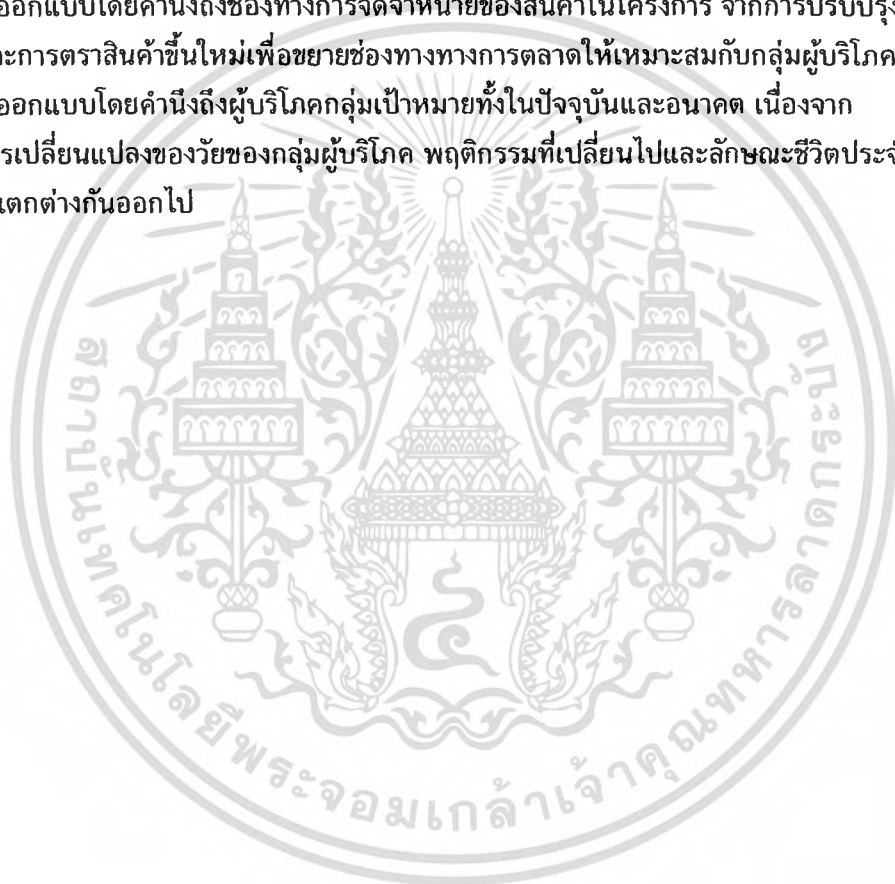 ออกแบบโดยคำนึงถึงช่องทางการจัดจำหน่ายของสินค้าในโครงการ จากการปรับปรุง
ะการตราสินค้าขึ้นใหม่เพื่อขยายช่องทางทางการตลาดให้เหมาะสมกับกลุ่มผู้บริโภค
ออกแบบโดยคำนึงถึงผู้บริโภคกลุ่มเป้าหมายทั้งในปัจจุบันและอนาคต เนื่องจาก
รเปลี่ยนแปลงของวัยของกลุ่มผู้บริโภค พฤติกรรมที่เปลี่ยนไปและลักษณะชีวิตประจำ
แตกต่างกันออกไป
สถาบันเทคโนโลยีพระจอมเกล้าเจ้าคุณทหารลาดกระบัง
๔